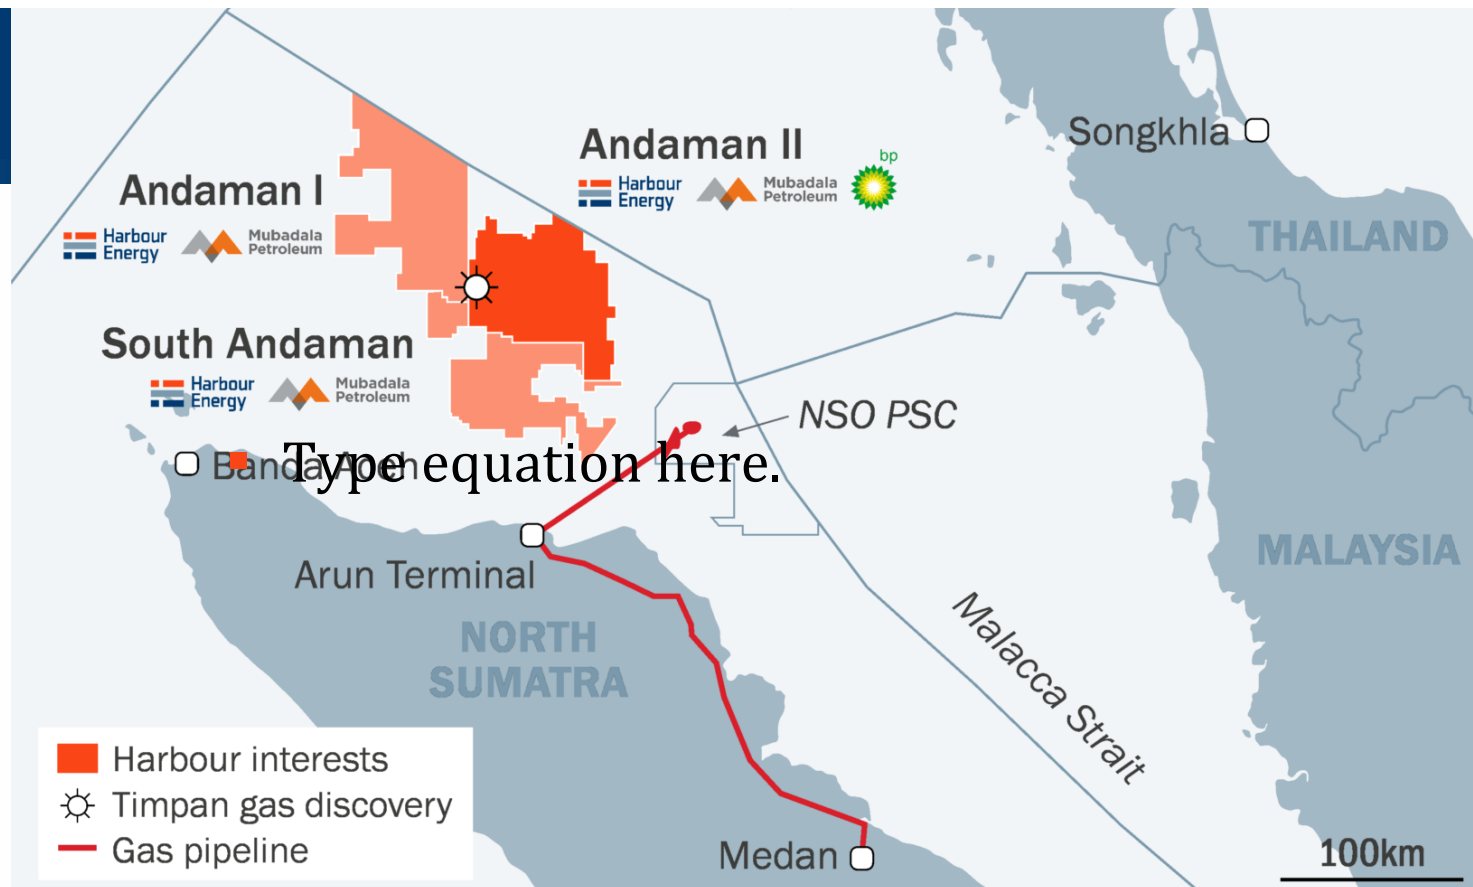 Songkhla
Andaman II
bp
Harbour
Energy
Mubadala
Petroleum
Andaman I
Harbour
Energy
Mubadala
Petroleum
THAILAND
South Andaman
Harbour
Energy
Mubadala
Petroleum
NSO PSC
Banda Aceh
Type equation here.
Arun Terminal
MALAYSIA
NORTH
SUMATRA
Malacca Strait
Harbour interests
Timpan gas discovery
Gas pipeline
Medan
100km